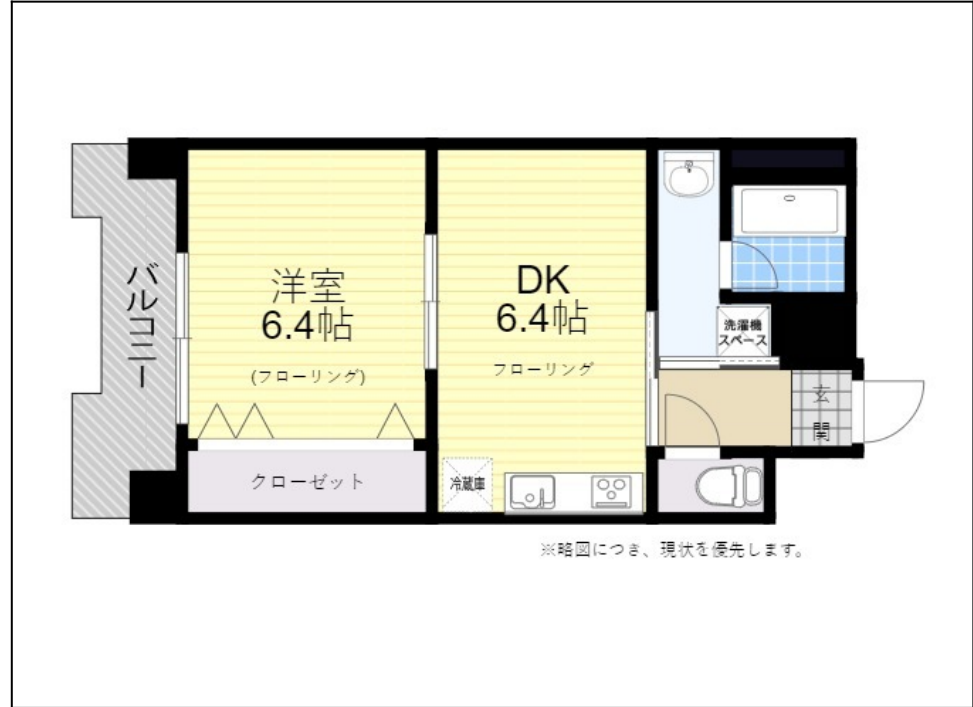 バルコニー
洋室
6.4帖
(フローリング)
クローゼット
DK
6.4帖
フローリング
冷蔵庫
洗濯機
スペース
玄
関
※略図につき、現状を優先します。